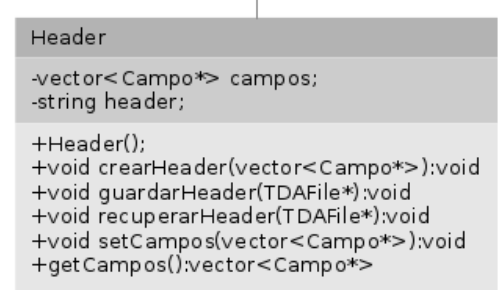 Header
-vector<Campo*> campos;
-string header;
+Header();
+void crearHeader(vector<Campo*>):void
+void guardarHeader(TDAFile*):void
+void recuperarHeader(TDAFile*):void
+void setCampos(vector<Campo*>):void
+getCampos():vector<Campo*>